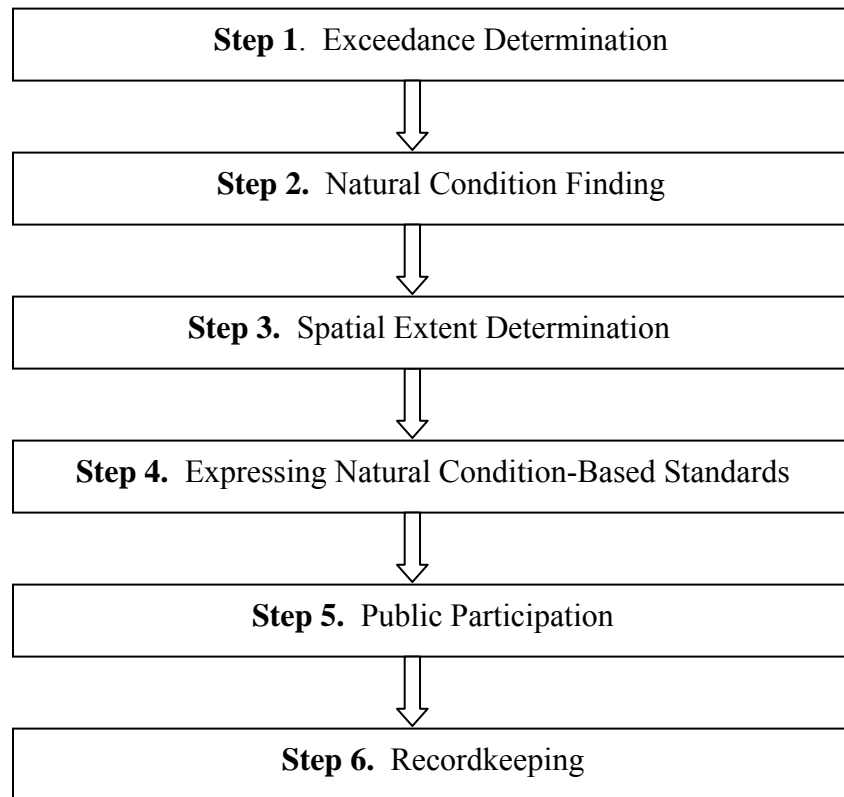 Step 1.  Exceedance Determination
Step 2.  Natural Condition Finding
Step 3.  Spatial Extent Determination
Step 4.  Expressing Natural Condition-Based Standards
Step 5.  Public Participation
Step 6.  Recordkeeping